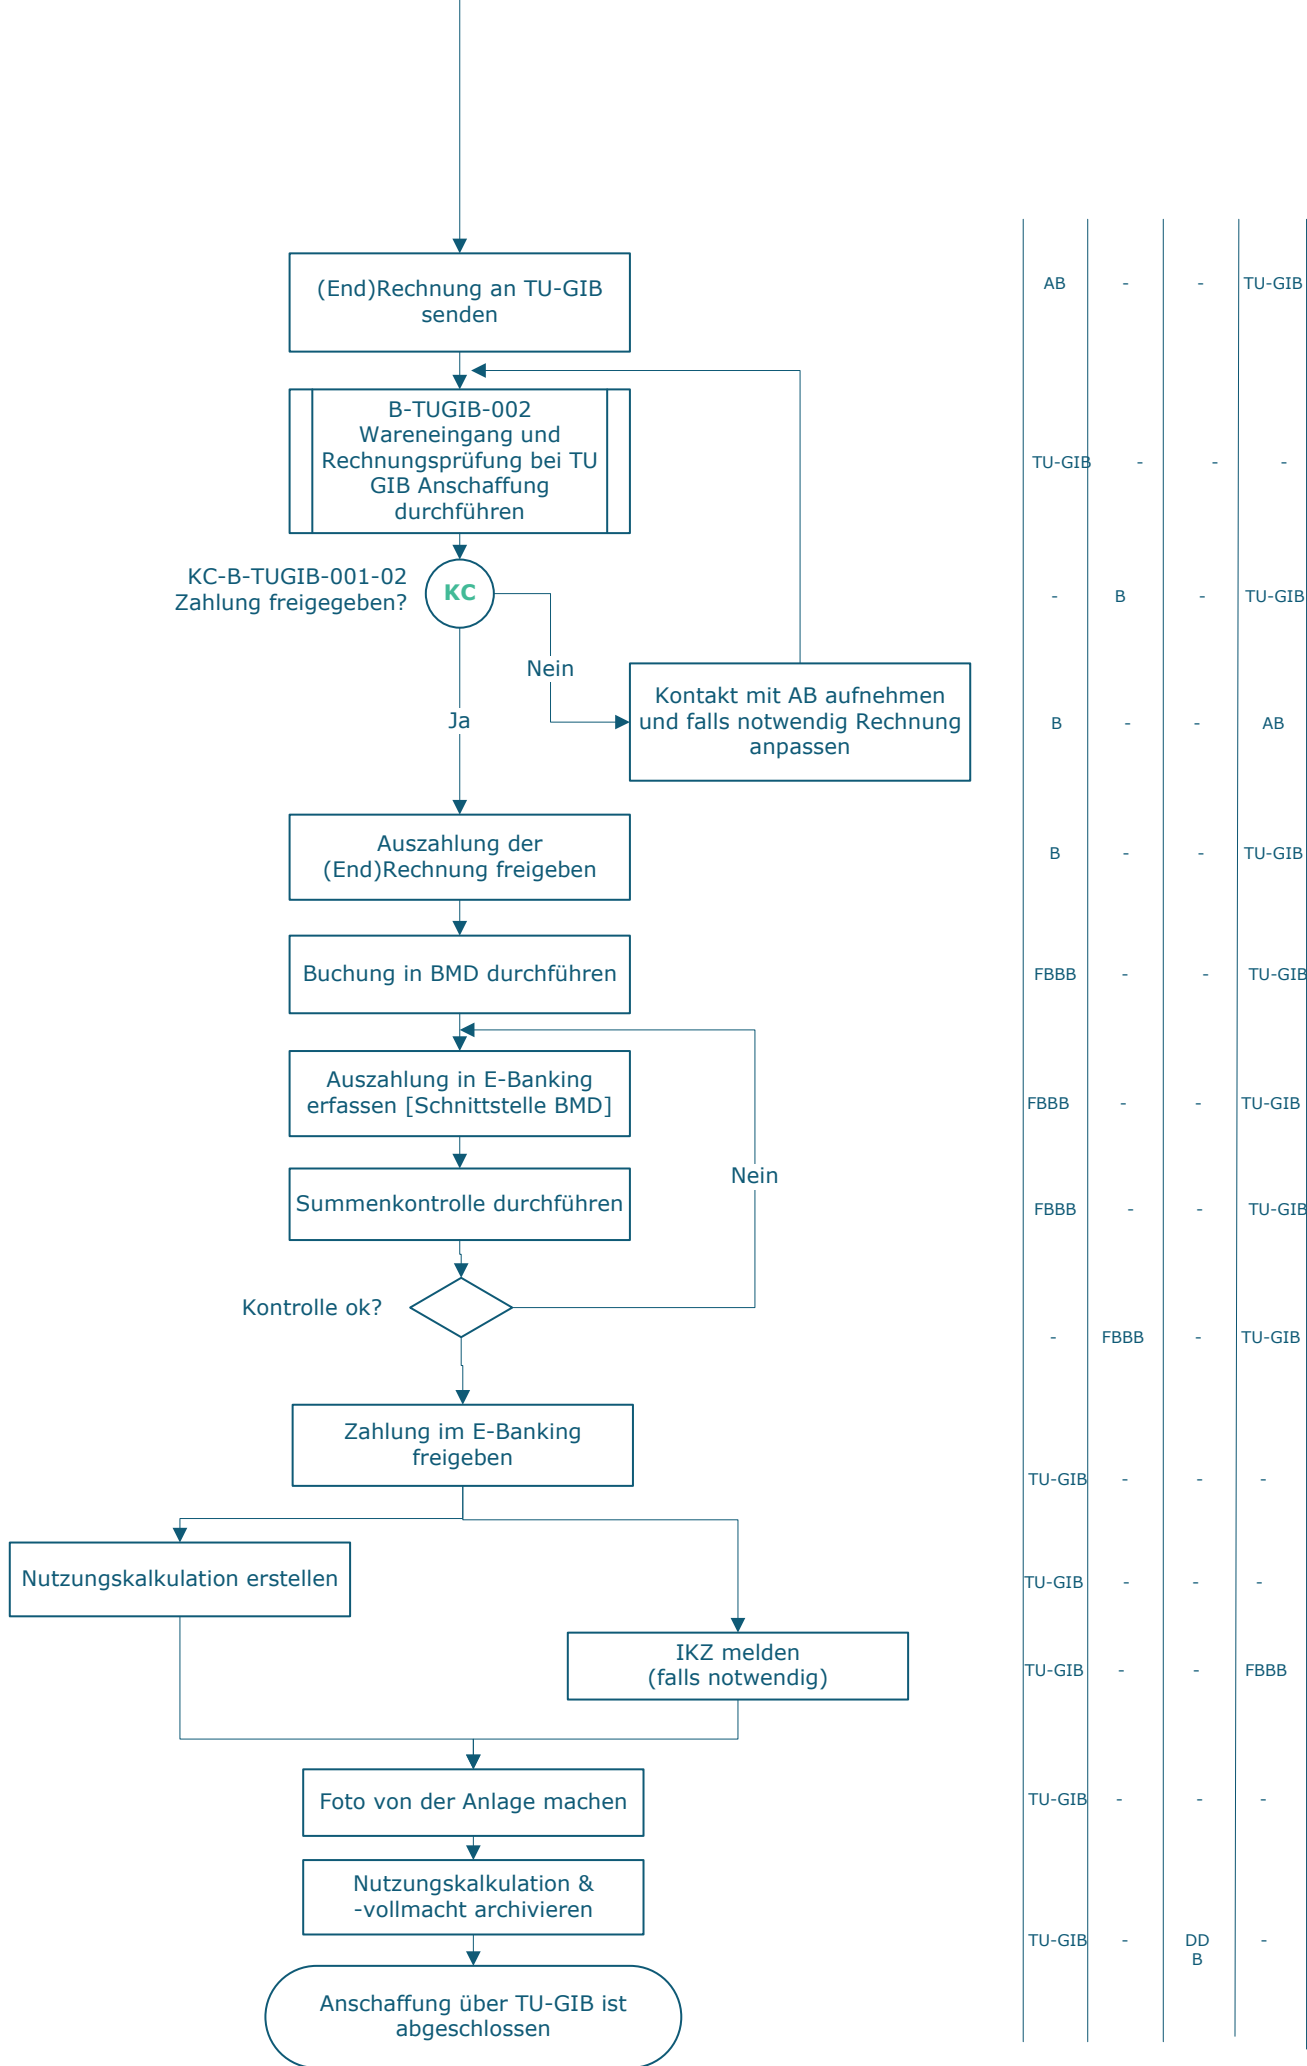 (End)Rechnung an TU-GIB
senden
AB - - TU-GIB
B-TUGIB-002
Wareneingang und
Rechnungsprüfung bei TU
GIB Anschaffung
durchführen
TU-GIB - - -
KC-B-TUGIB-001-02
Zahlung freigegeben?
KC
- B - TU-GIB
Nein
Ja
Kontakt mit AB aufnehmen
und falls notwendig Rechnung
anpassen
B - - AB
Auszahlung der
(End)Rechnung freigeben
B - - TU-GIB
Buchung in BMD durchführen
FBBB - - TU-GIB
Auszahlung in E-Banking
erfassen [Schnittstelle BMD]
FBBB - - TU-GIB
Nein
Summenkontrolle durchführen
FBBB - - TU-GIB
Kontrolle ok?
- FBBB - TU-GIB
Zahlung im E-Banking
freigeben
TU-GIB - - -
Nutzungskalkulation erstellen
TU-GIB - - -
IKZ melden
(falls notwendig)
TU-GIB - - FBBB
Foto von der Anlage machen
TU-GIB - - -
Nutzungskalkulation &
-vollmacht archivieren
TU-GIB - DD -
B
Anschaffung über TU-GIB ist
abgeschlossen